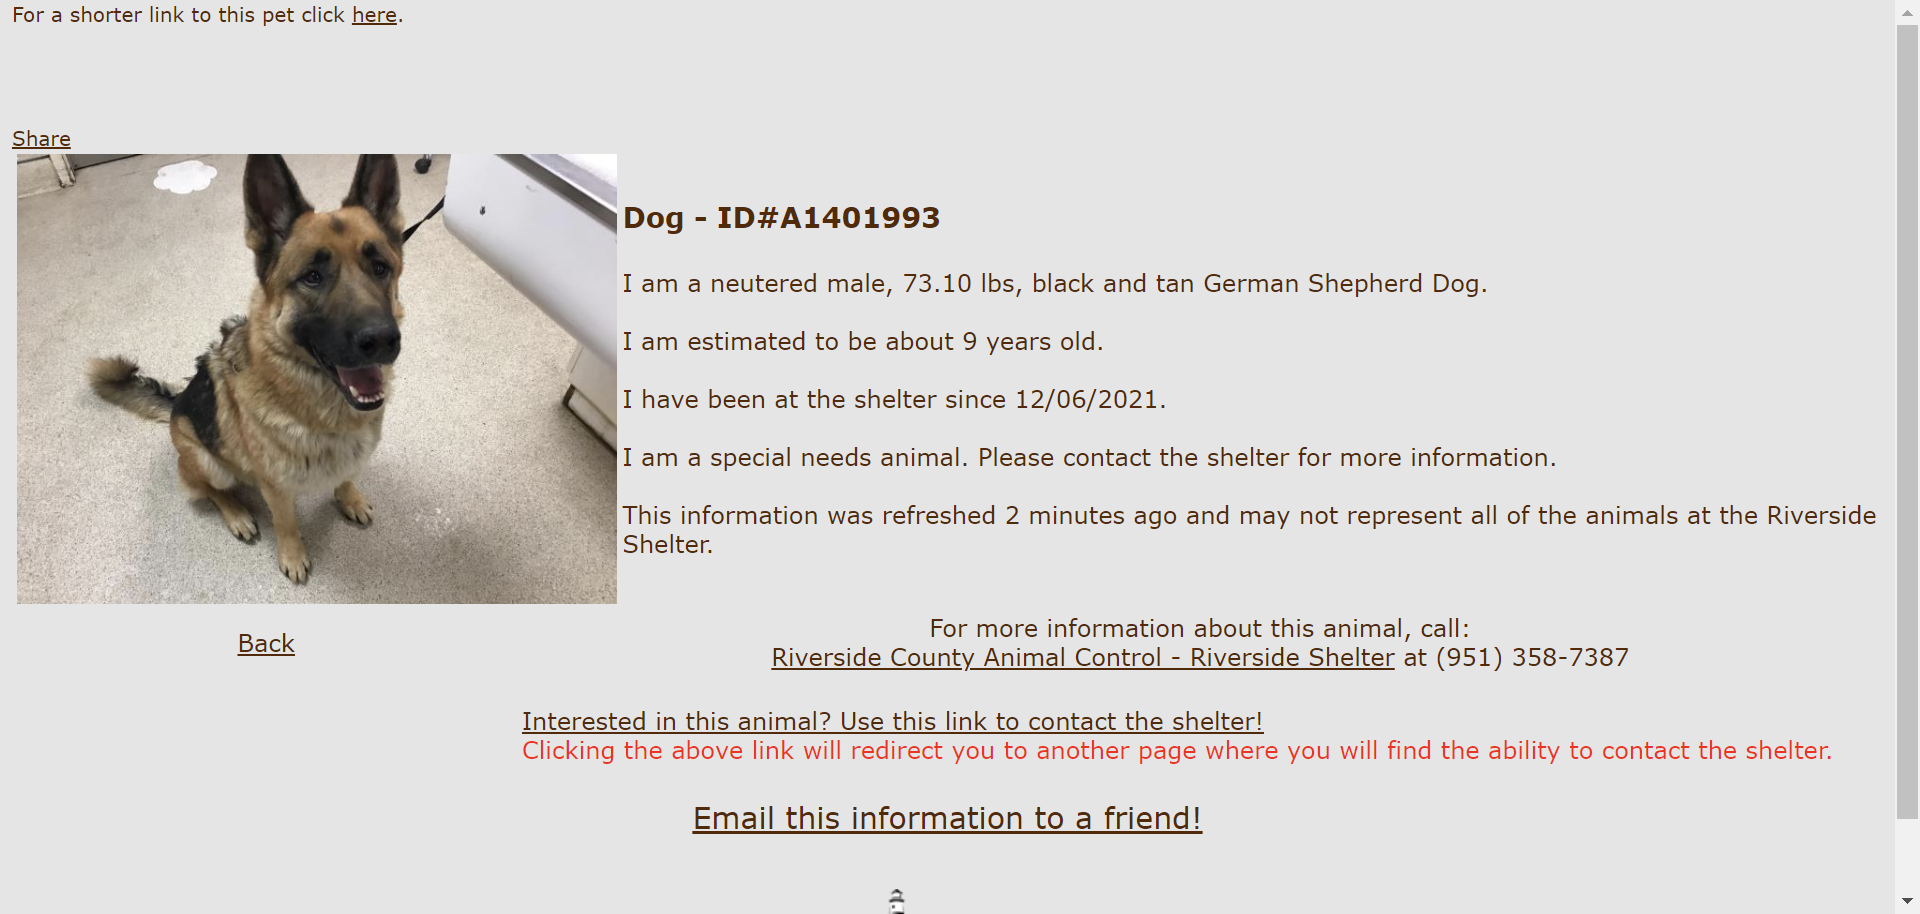 For a shorter link to this pet click here.
Share
Dog - ID#A1401993
I am a neutered male, 73.10 lbs, black and tan German Shepherd Dog.
I am estimated to be about 9 years old.
I have been at the shelter since 12/06/2021.
I am a special needs animal. Please contact the shelter for more information.
This information was refreshed 2 minutes ago and may not represent all of the animals at the Riverside
Shelter.
Back
For more information about this animal, call:
Riverside County Animal Control - Riverside Shelter at (951) 358-7387
Interested in this animal? Use this link to contact the shelter!
Clicking the above link will redirect you to another page where you will find the ability to contact the shelter.
Email this information to a friend!